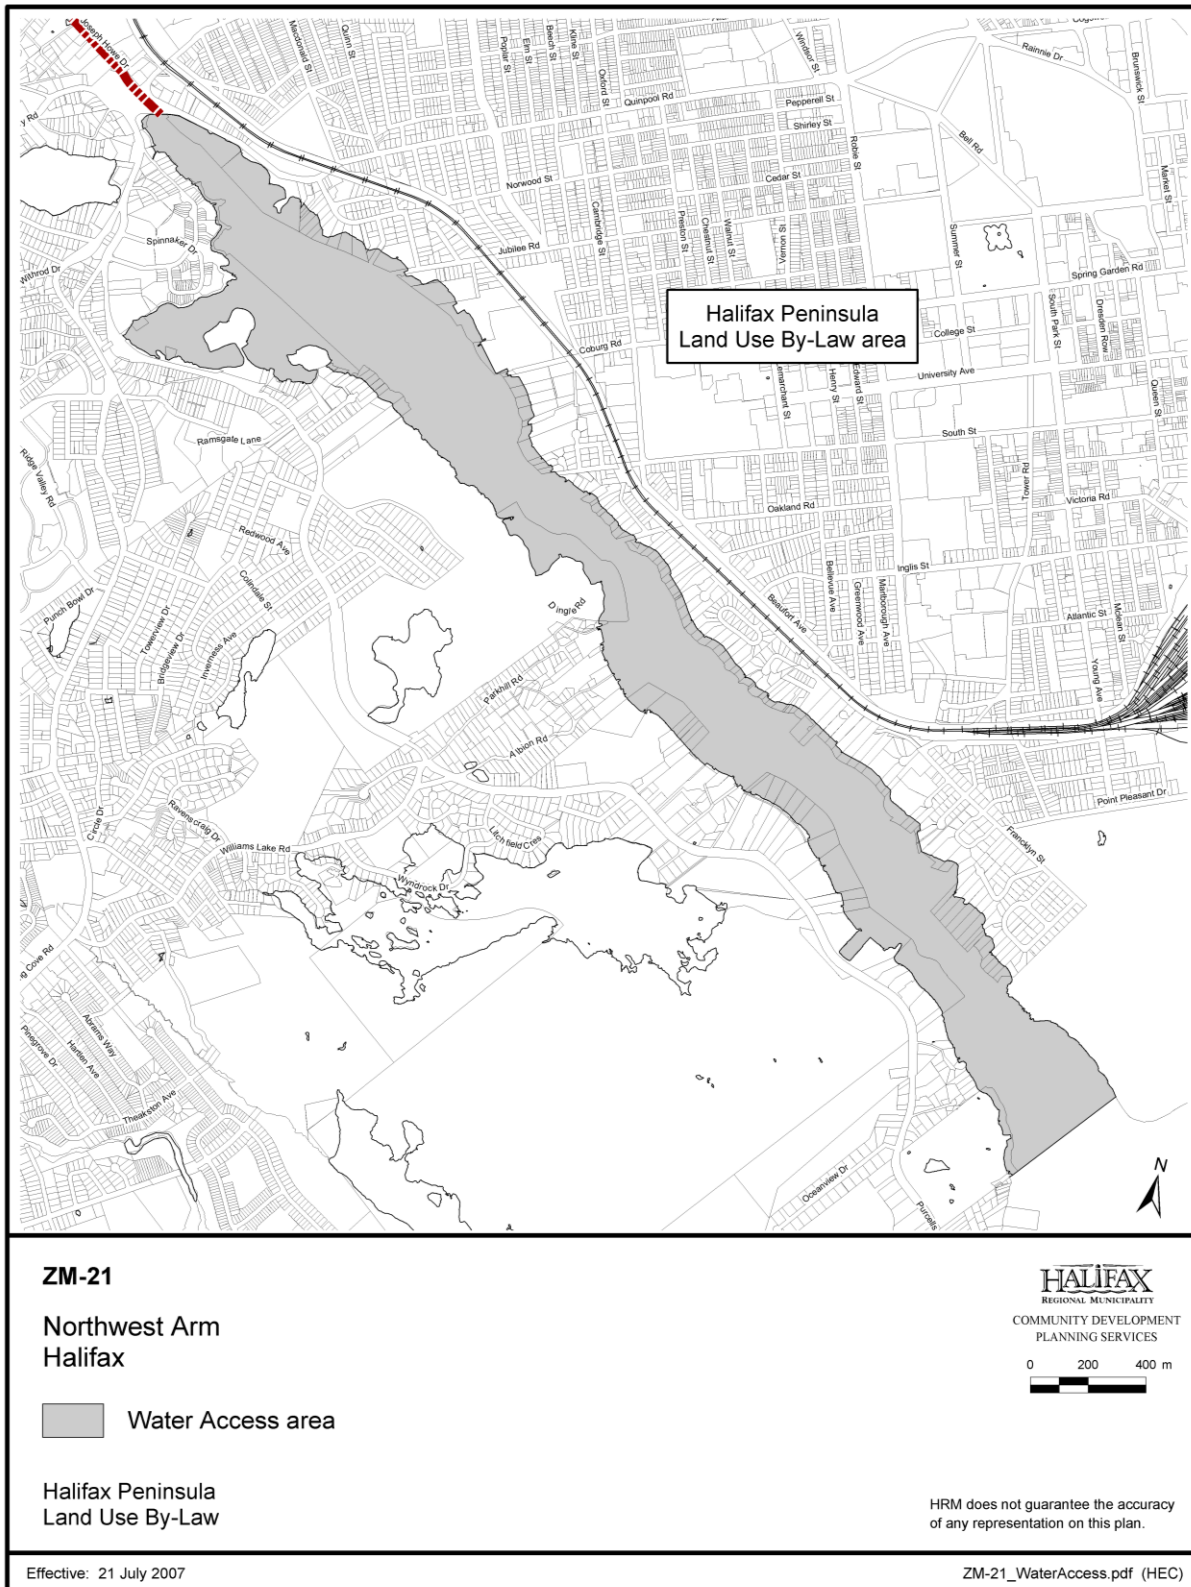 Joseph Howe Dr
Macdonald St
Quinn St
Poplar St
Elm St
Beech St
Kline St
Oxford St
Windsor St
Rainnie Dr
Brunswick St
Quinpool Rd
Pepperell St
Shirley St
Robie St
Bell Rd
Market St
Norwood St
Cedar St
Cambridge St
Preston St
Chestnut St
Walnut St
Vernon St
Summer St
Jubilee Rd
Spinnaker Dr
Withrod Dr
Spring Garden Rd
South Park St
Dresden Row
Halifax Peninsula
Land Use By-Law area
College St
Coburg Rd
University Ave
Henry St
Edward St
Queen St
South St
Ramsgate Lane
Ridge Valley Rd
Tower Rd
Victoria Rd
Oakland Rd
Redwood Ave
Inglis St
Colindale St
Punch Bowl Dr
Bellevue Ave
Greenwood Ave
Marlborough Ave
Beaufort Ave
Dingle Rd
Atlantic St
Mclean St
Towerview Dr
Bridgeview Dr
Inverness Ave
Young Ave
Parkhill Rd
Albion Rd
Point Pleasant Dr
Circle Dr
Ravenscraig Dr
Litchfield Cres
Francklyn St
Williams Lake Rd
Wyndrock Dr
g Cove Rd
Abrams Way
Pinegrove Dr
Hartlen Ave
Theakston Ave
Oceanview Dr
Purcells
N
ZM-21
Northwest Arm
Halifax
Water Access area
Halifax Peninsula
Land Use By-Law
HALIFAX
REGIONAL MUNICIPALITY
COMMUNITY DEVELOPMENT
PLANNING SERVICES
0 200 400 m
HRM does not guarantee the accuracy
of any representation on this plan.
Effective: 21 July 2007
ZM-21_WaterAccess.pdf (HEC)